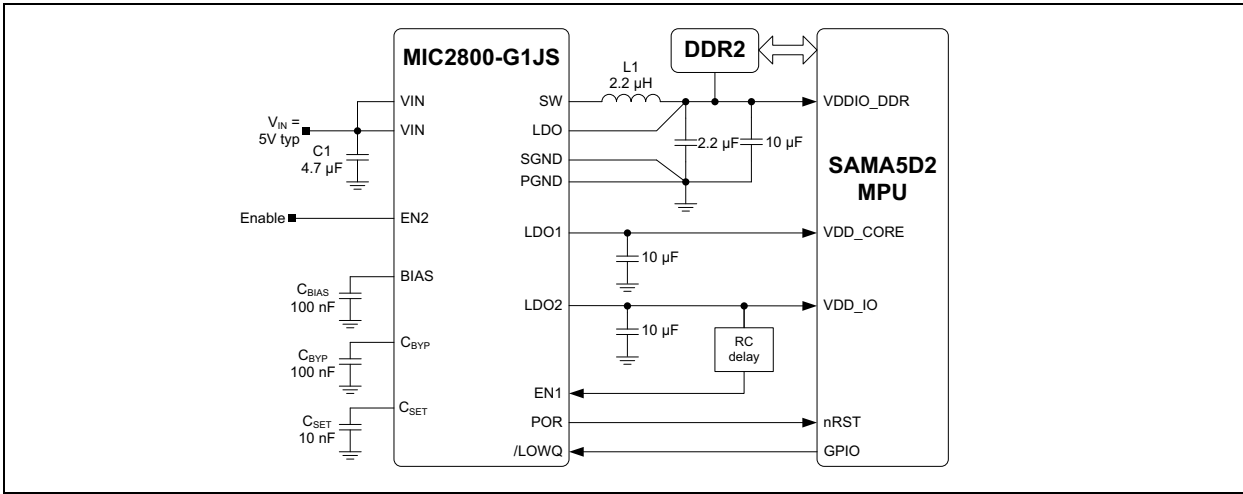 MIC2800-G1JS
VIN
VIN
V_IN =
5V typ
C1
4.7 µF
Enable
EN2
BIAS
C_BIAS
100 nF
C_BYP
C_BYP
100 nF
C_SET
C_SET
10 nF
SW
LDO
SGND
PGND
LDO1
LDO2
EN1
POR
/LOWQ
L1
2.2 µH
2.2 µF
10 µF
10 µF
10 µF
RC
delay
DDR2
VDDIO_DDR
SAMA5D2
MPU
VDD_CORE
VDD_IO
nRST
GPIO